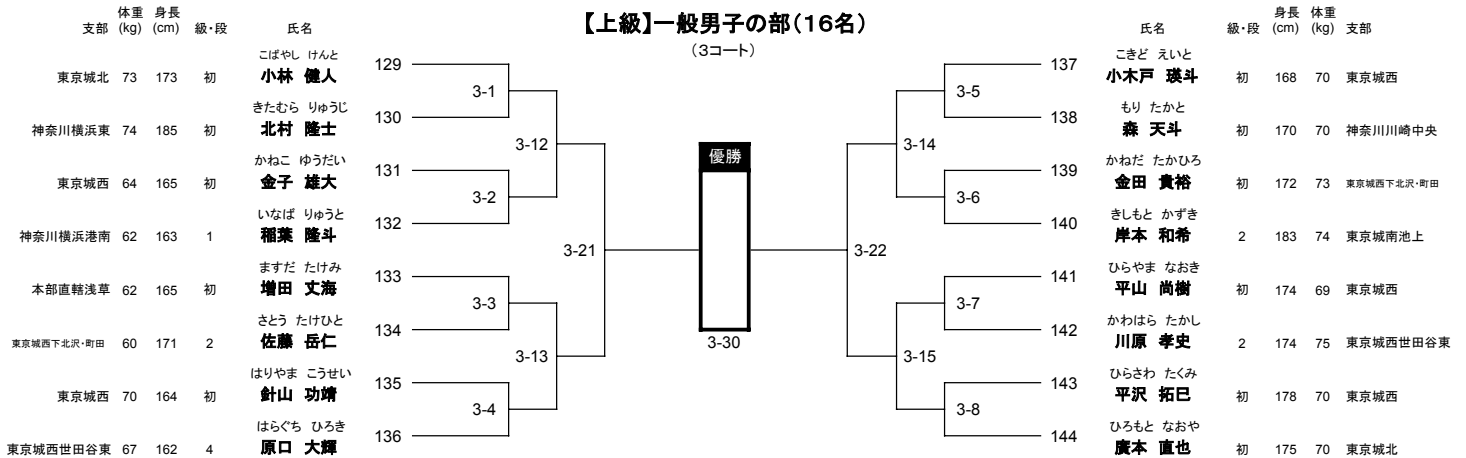 【上級】一般男子の部(16名)
(3コート)
支部 体重(kg) 身長(cm) 級・段 氏名
こばやし けんと
東京城北 73 173 初 小林 健人 129
3-1
きたむら りゅうじ
神奈川横浜東 74 185 初 北村 隆士 130
3-12
かねこ ゆうだい
東京城西 64 165 初 金子 雄大 131
3-2
いなば りゅうと
神奈川横浜港南 62 163 1 稲葉 隆斗 132
3-21
ますだ たけみ
本部直轄浅草 62 165 初 増田 丈海 133
3-3
さとう たけひと
東京城西下北沢・町田 60 171 2 佐藤 岳仁 134
3-13
はりやま こうせい
東京城西 70 164 初 針山 功靖 135
3-4
はらぐち ひろき
東京城西世田谷東 67 162 4 原口 大輝 136
優勝
3-30
氏名 級・段 身長(cm) 体重(kg) 支部
こきど えいと
137 小木戸 瑛斗 初 168 70 東京城西
3-5
もり たかと
138 森 天斗 初 170 70 神奈川川崎中央
3-14
かねだ たかひろ
139 金田 貴裕 初 172 73 東京城西下北沢・町田
3-6
きしもと かずき
140 岸本 和希 2 183 74 東京城南池上
3-22
ひらやま なおき
141 平山 尚樹 初 174 69 東京城西
3-7
かわはら たかし
142 川原 孝史 2 174 75 東京城西世田谷東
3-15
ひらさわ たくみ
143 平沢 拓巳 初 178 70 東京城西
3-8
ひろもと なおや
144 廣本 直也 初 175 70 東京城北